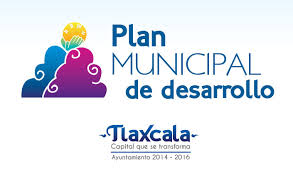 Plan
MUNICIPAL
de desarrollo
Tlaxcala
Capital que se transforma
Ayuntamiento 2014 - 2016